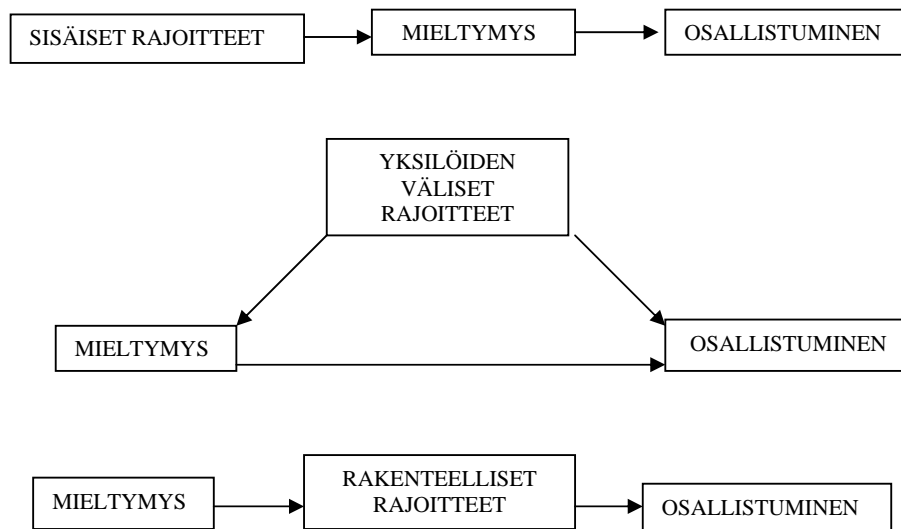 SISÄISET RAJOITTEET
MIELTYMYS
OSALLISTUMINEN
YKSILÖIDEN
VÄLISET
RAJOITTEET
MIELTYMYS
OSALLISTUMINEN
MIELTYMYS
RAKENTEELLISET
RAJOITTEET
OSALLISTUMINEN